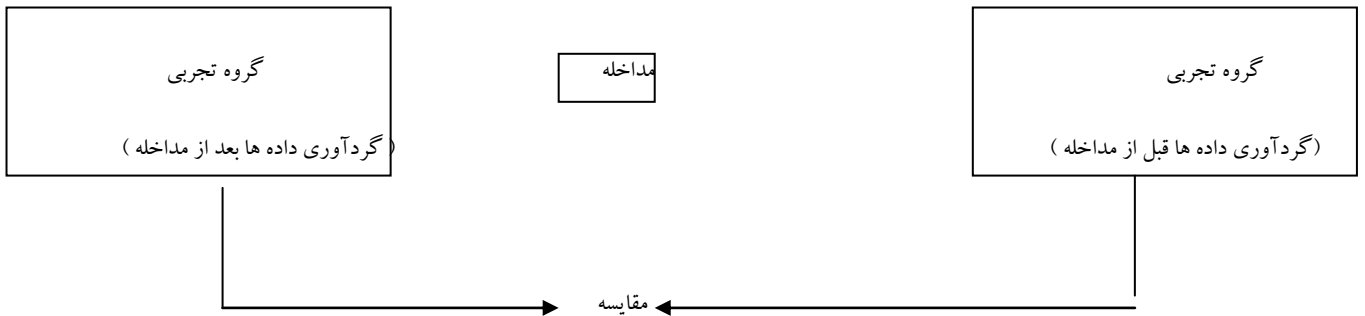 گروه تجربی
(گردآوری داده ها قبل از مداخله )
مداخله
گروه تجربی
( گردآوری داده ها بعد از مداخله )
مقایسه